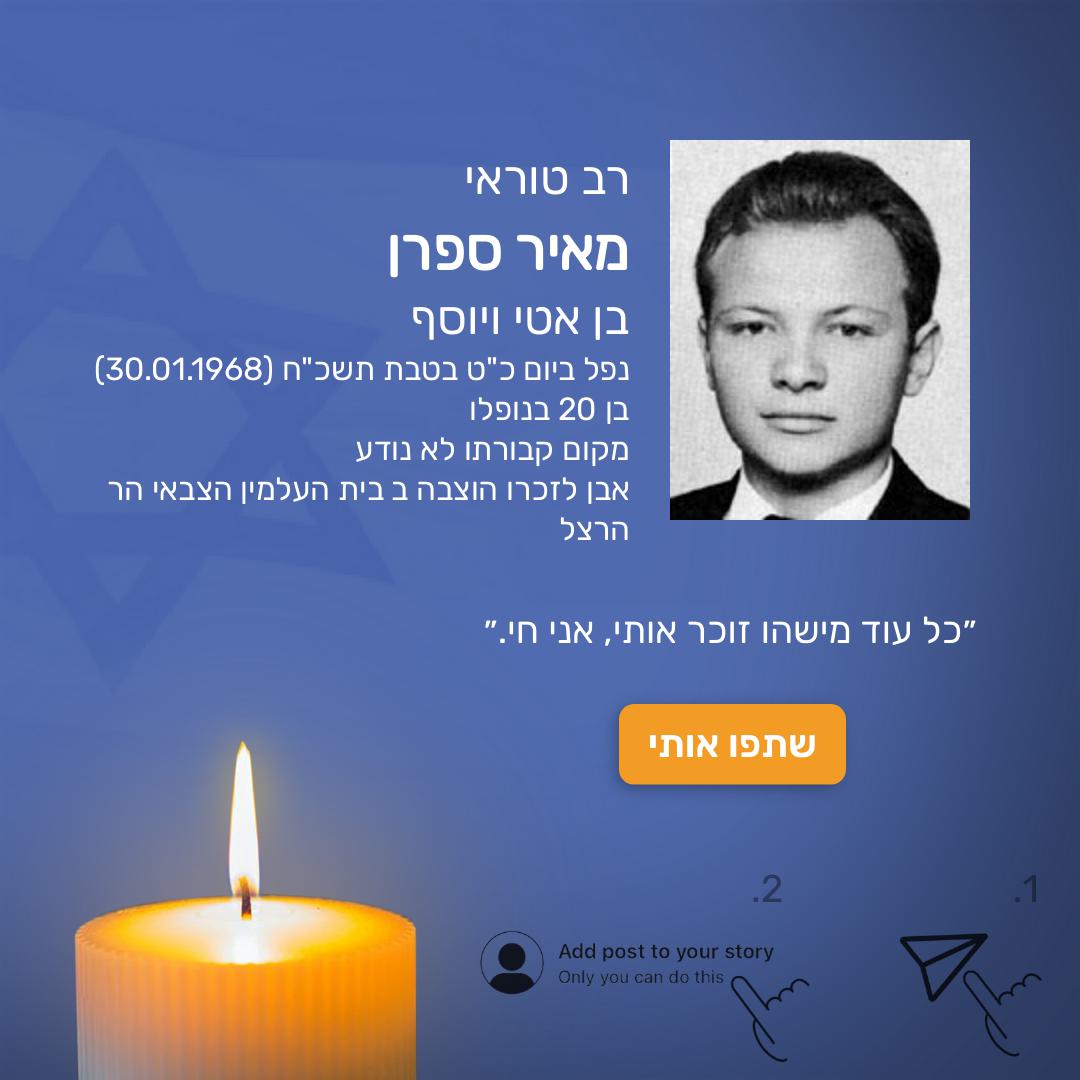 רב טוראי
מאיר ספרן
בן אטי ויוסף
נפל ביום כ"ט בטבת תשכ"ח (30.01.1968)
בן 20 בנופלו
מקום קבורתו לא נודע
אבן לזכרו הוצבה ב בית העלמין הצבאי הר
הרצל
״כל עוד מישהו זוכר אותי, אני חי.״
שתפו אותי
1.
2.
Add post to your story
Only you can do this